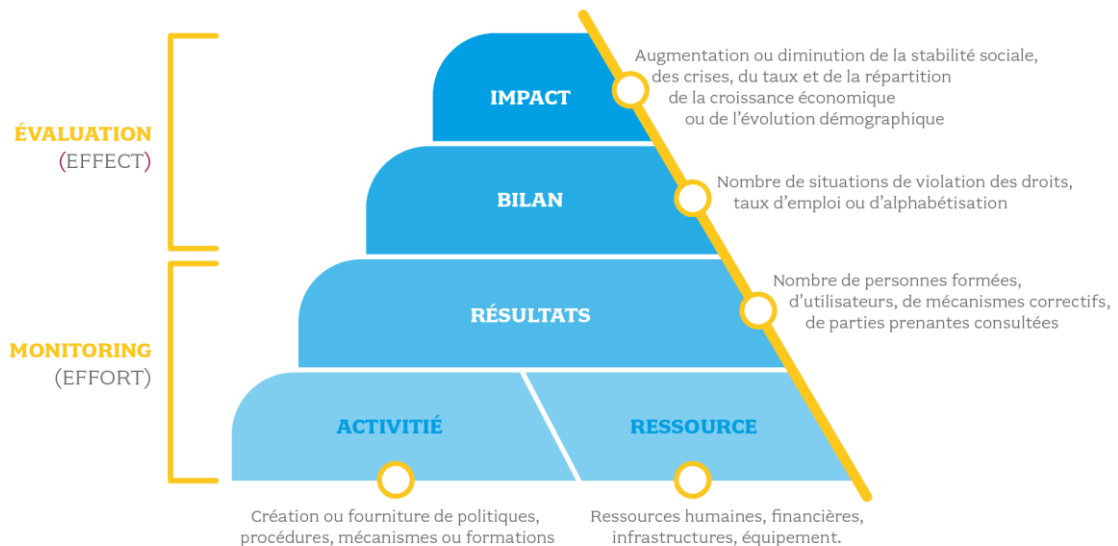 Augmentation ou diminution de la stabilité sociale,
des crises, du taux et de la répartition
de la croissance économique
ou de l'évolution démographique
IMPACT
ÉVALUATION
(EFFECT)
Nombre de situations de violation des droits,
taux d'emploi ou d'alphabétisation
BILAN
Nombre de personnes formées,
d'utilisateurs, de mécanismes correctifs,
de parties prenantes consultées
RÉSULTATS
MONITORING
(EFFORT)
ACTIVITIÉ
RESSOURCE
Création ou fourniture de politiques,
procédures, mécanismes ou formations
Ressources humaines, financières,
infrastructures, équipement.